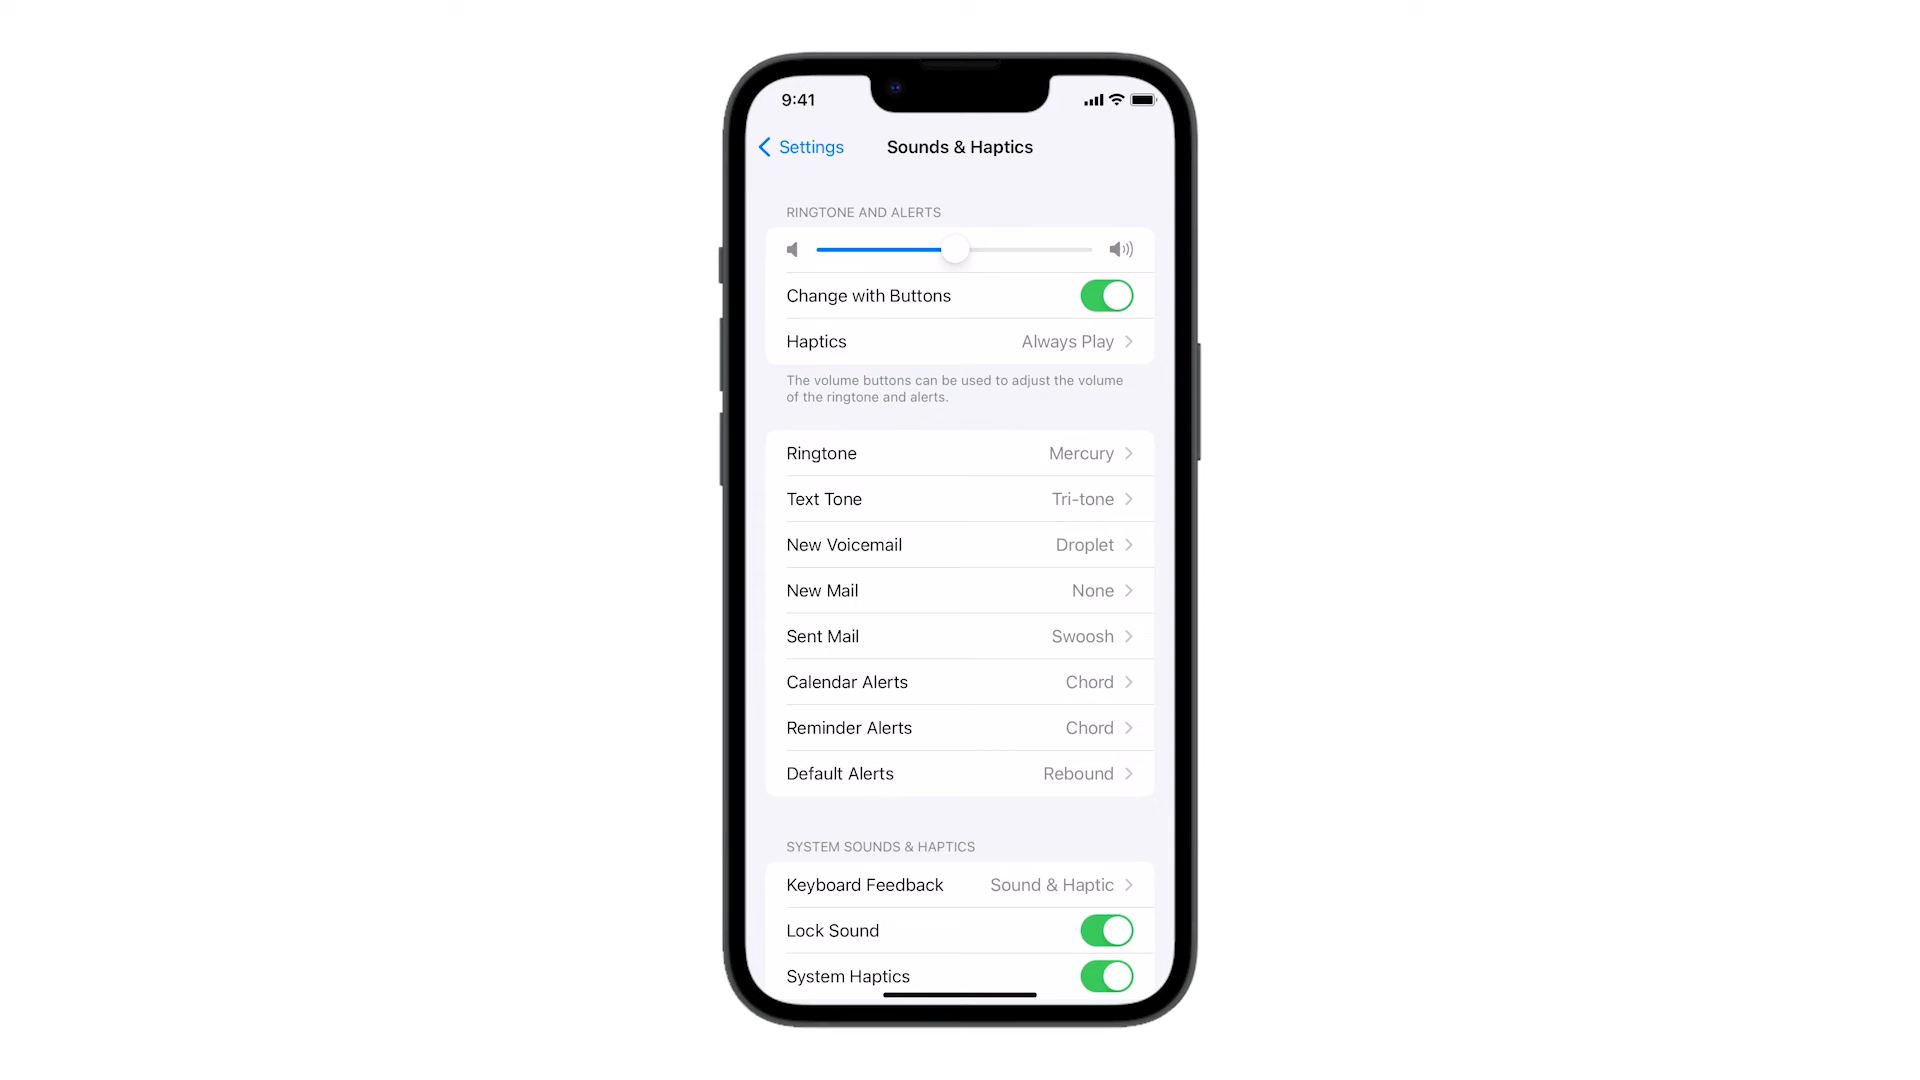 9:41
Settings
Sounds & Haptics
RINGTONE AND ALERTS
Change with Buttons
Haptics Always Play
The volume buttons can be used to adjust the volume
of the ringtone and alerts.
Ringtone Mercury
Text Tone Tri-tone
New Voicemail Droplet
New Mail None
Sent Mail Swoosh
Calendar Alerts Chord
Reminder Alerts Chord
Default Alerts Rebound
SYSTEM SOUNDS & HAPTICS
Keyboard Feedback Sound & Haptic
Lock Sound
System Haptics